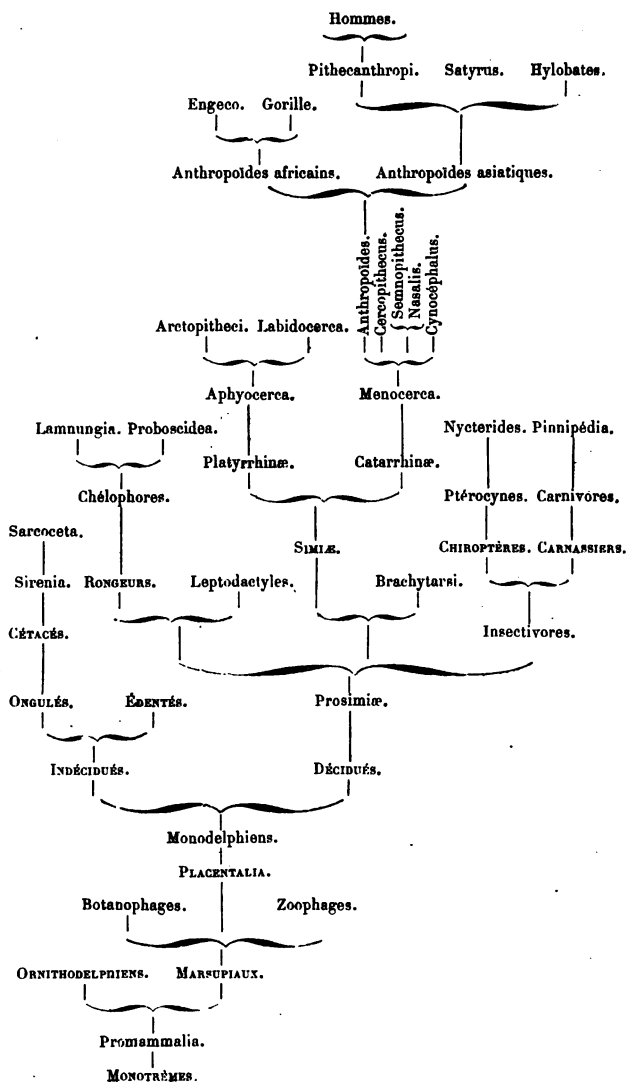 Hommes.
Pithecanthropi. Satyrus. Hylobates.
Engeco. Gorille.
Anthropoïdes africains. Anthropoïdes asiatiques.
Anthropoïdes.
Cercopithecus.
Semnopithecus.
Nasalis.
Cynocéphalus.
Arctopitheci. Labidocerca.
Aphyocerca. Menocerca.
Lamnungia. Proboscidea. Nycterides. Pinnipédia.
Platyrrhinæ. Catarrhinæ.
Chélophores. Ptérocynes. Carnivores.
Sarcoceta.
SIMIÆ. CHIROPTÈRES. CARNASSIERS.
Sirenia. RONGEURS. Leptodactyles. Brachytarsi.
CÉTACÉS. Insectivores.
ONGULÉS. ÉDENTÉS. Prosimiæ.
INDÉCIDUÉS. DÉCIDUÉS.
Monodelphiens.
PLACENTALIA.
Botanophages. Zoophages.
ORNITHODELPHIENS. MARSUPIAUX.
Promammalia.
MONOTRÈMES.